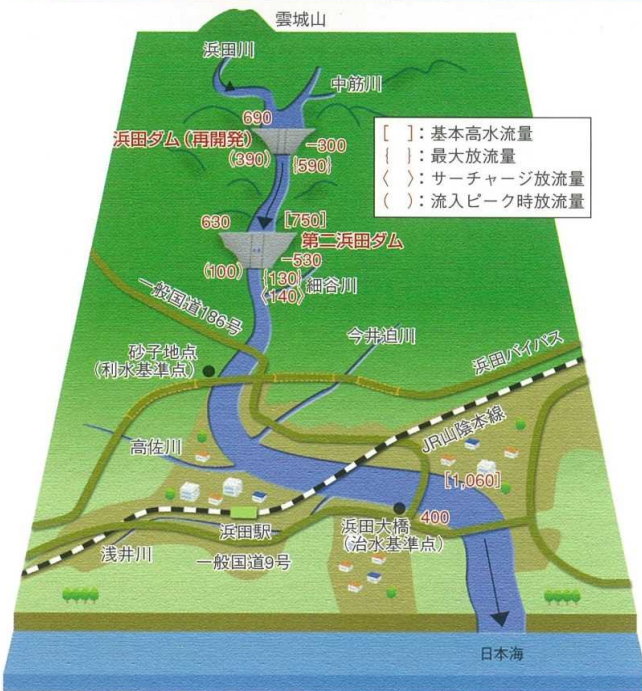 雲城山
浜田川
中筋川
690
浜田ダム(再開発)
-300
(390)
{590}
[ ]:基本高水流量
{ }:最大放流量
〈 〉:サーチャージ放流量
( ):流入ピーク時放流量
630
[750]
第二浜田ダム
-530
(100)
{130}
〈140〉
細谷川
一般国道186号
今井迫川
浜田バイパス
砂子地点
(利水基準点)
JR山陰本線
高佐川
[1,060]
浜田駅
浜田大橋
(治水基準点)
400
浅井川
一般国道9号
日本海